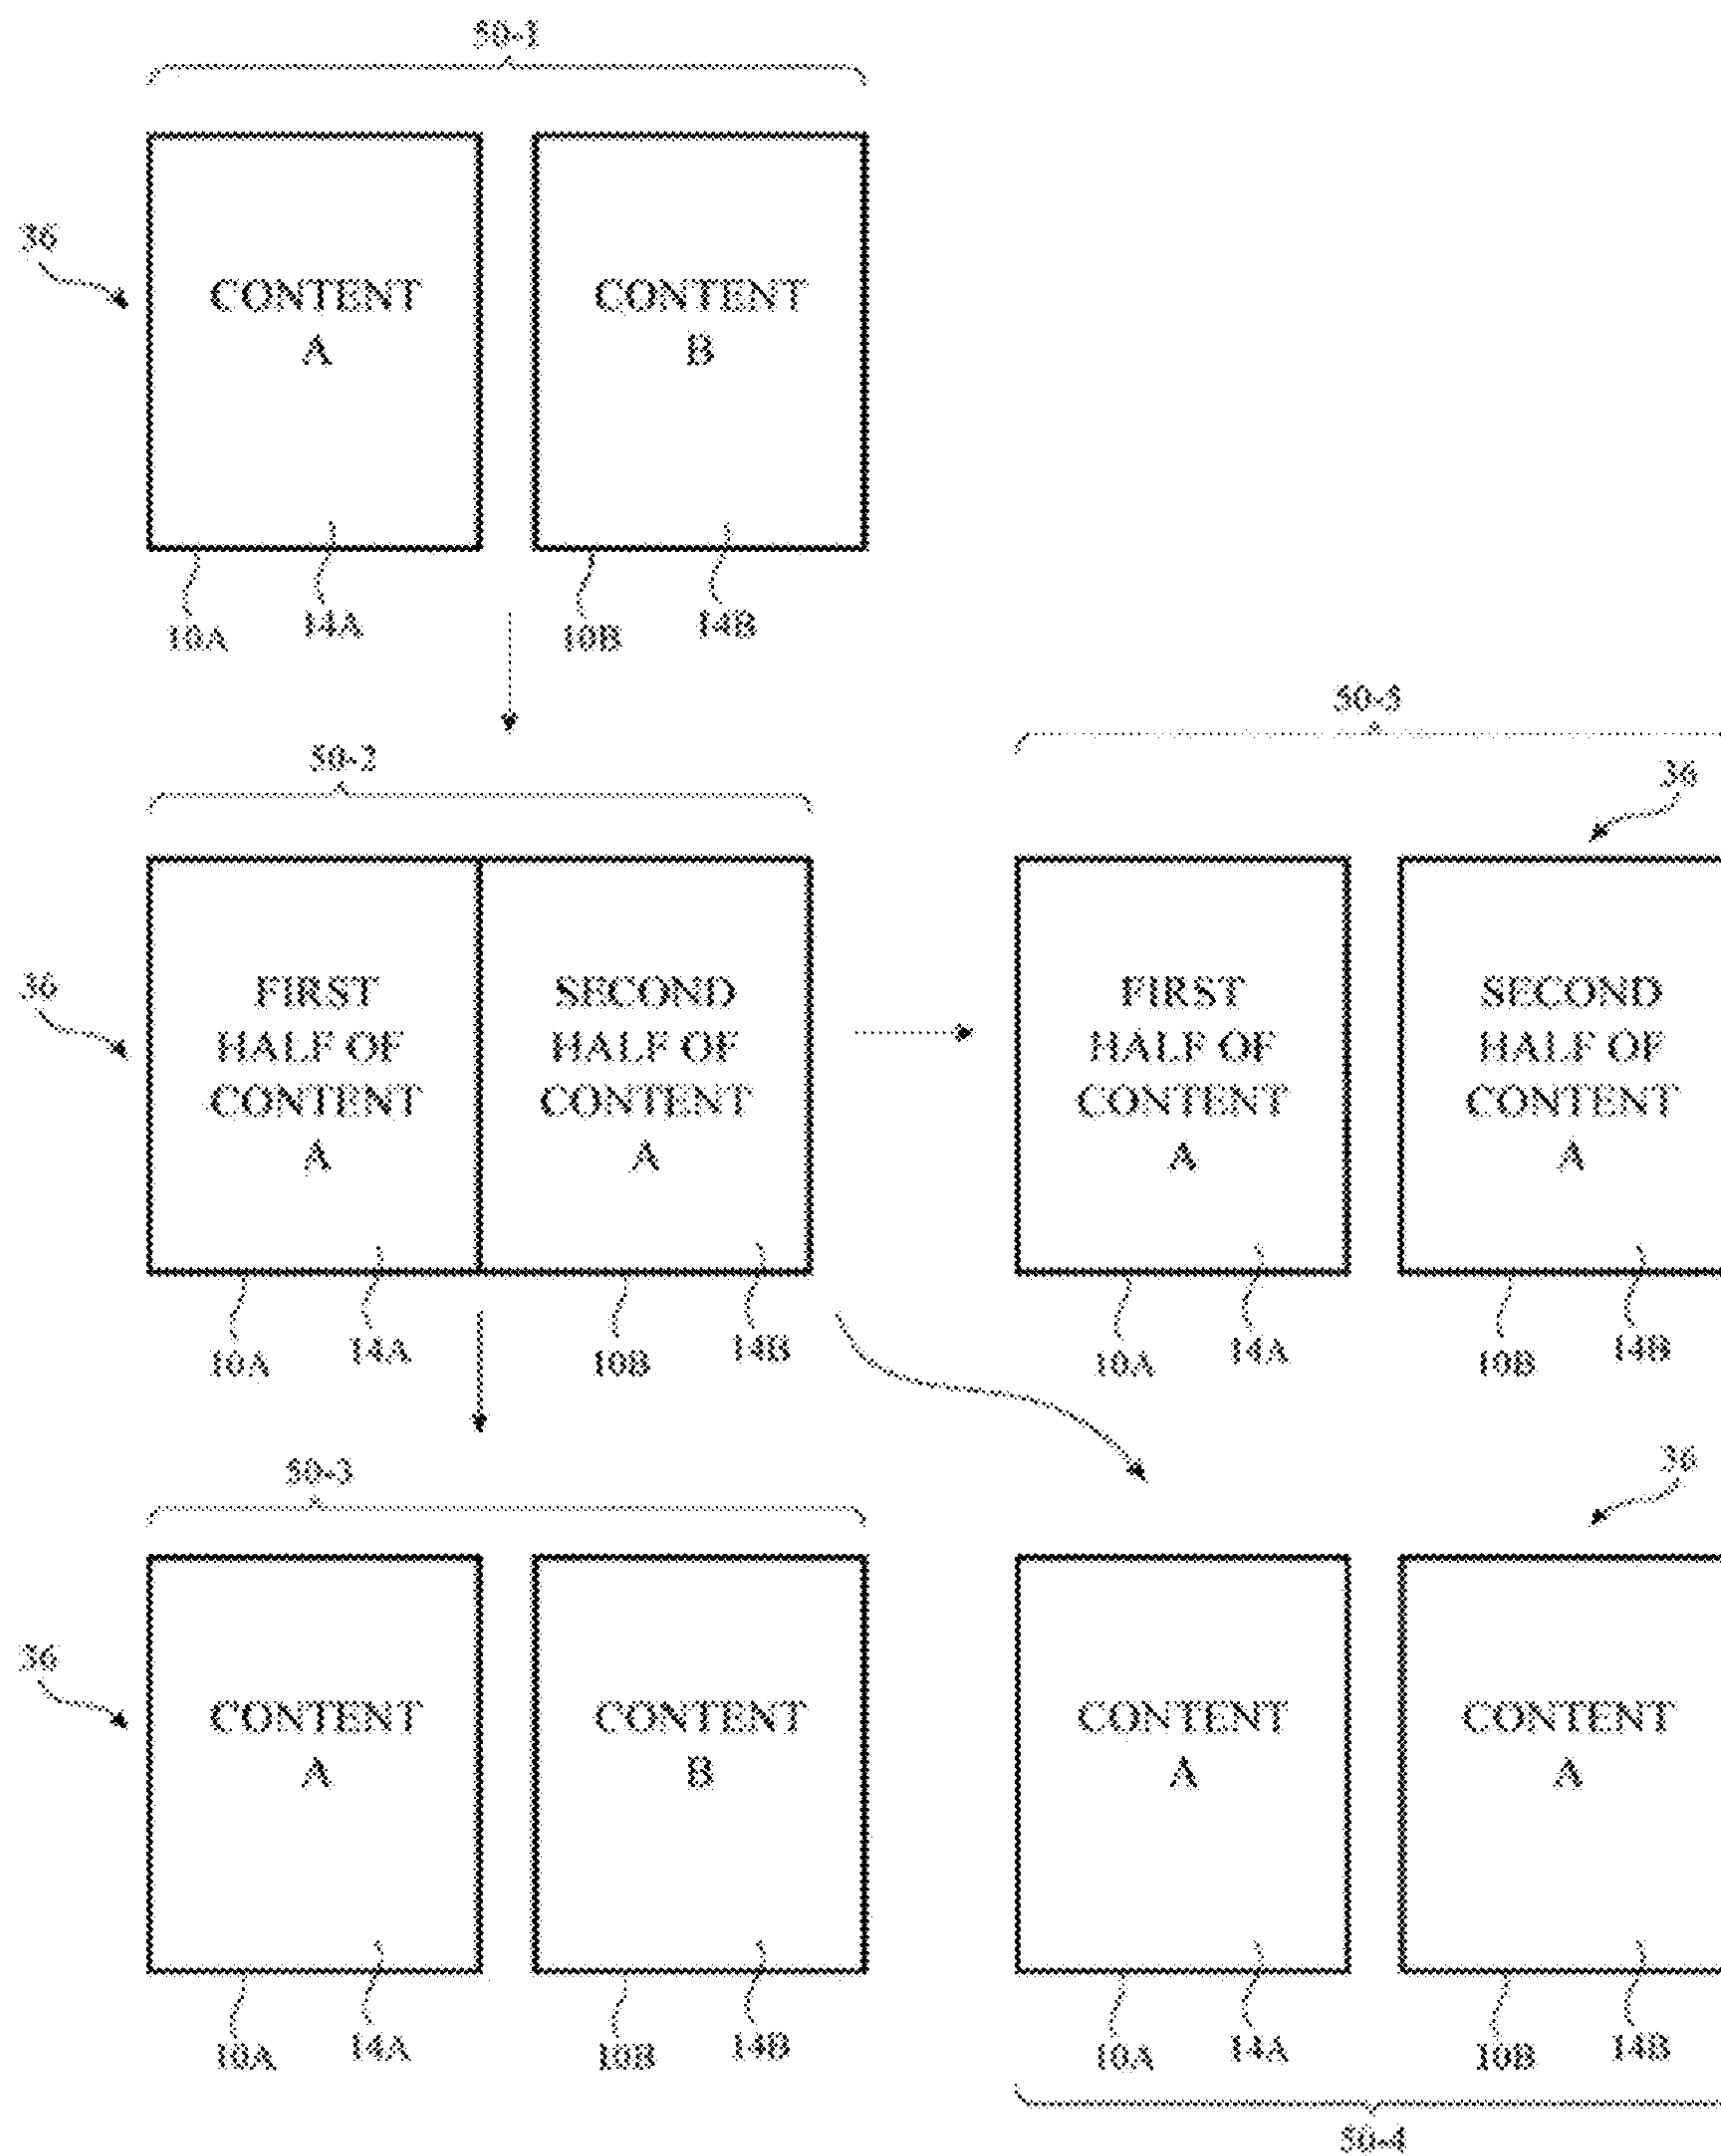 50-1
36
CONTENT
A
CONTENT
B
10A
14A
10B
14B
50-2
36
FIRST
HALF OF
CONTENT
A
SECOND
HALF OF
CONTENT
A
10A
14A
10B
14B
50-5
36
FIRST
HALF OF
CONTENT
A
SECOND
HALF OF
CONTENT
A
10A
14A
10B
14B
50-3
36
CONTENT
A
CONTENT
B
10A
14A
10B
14B
36
CONTENT
A
CONTENT
A
10A
14A
10B
14B
50-4